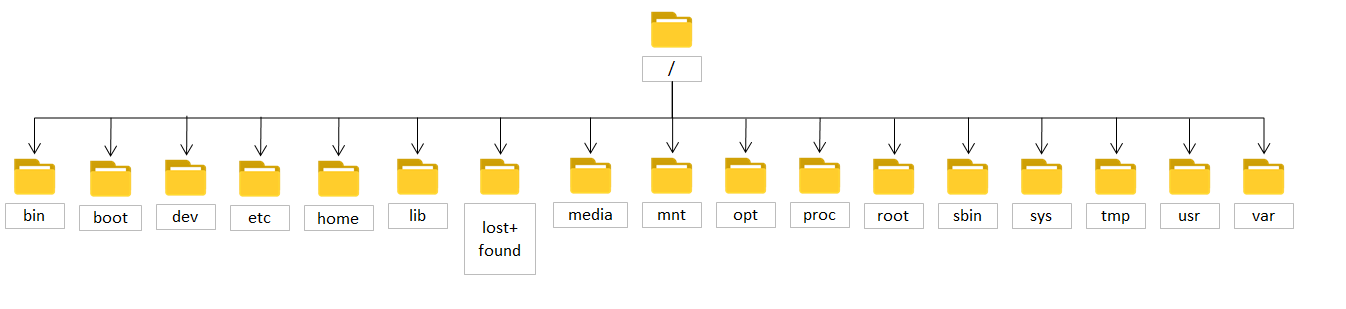 /
bin
boot
dev
etc
home
lib
lost+
found
media
mnt
opt
proc
root
sbin
sys
tmp
usr
var